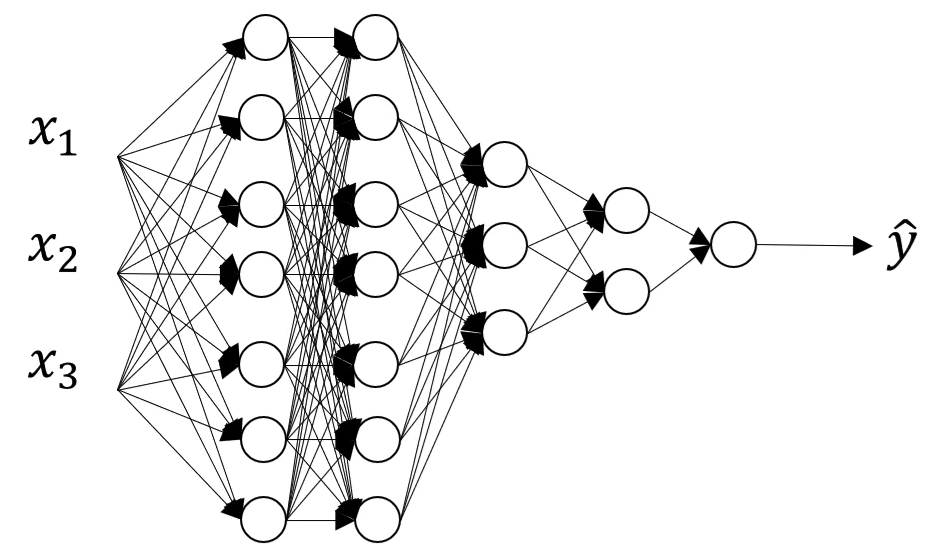 x₁
x₂
x₃
ŷ